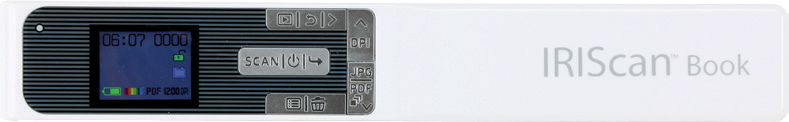 06:07 0000
PDF 1200DPI
SCAN
DPI
JPG
PDF
IRIScan™ Book